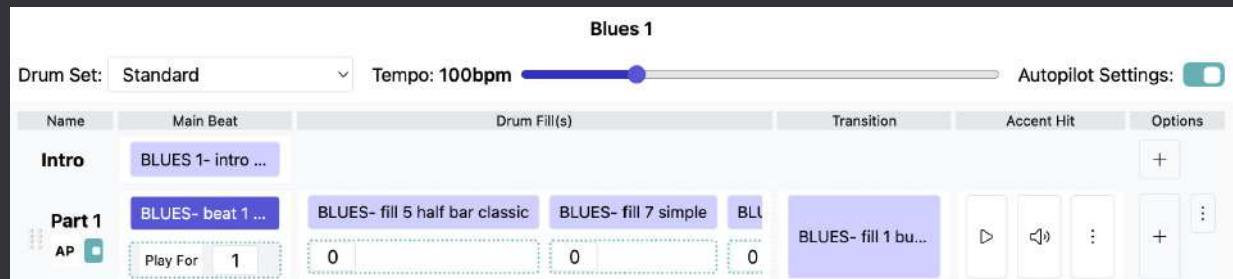 Blues 1
Drum Set: Standard Tempo: 100bpm Autopilot Settings:
Name Main Beat Drum Fill(s) Transition Accent Hit Options
Intro BLUES 1- intro ... +
Part 1 BLUES- beat 1 ... BLUES- fill 5 half bar classic BLUES- fill 7 simple BLU BLUES- fill 1 bu... +
AP Play For 1 0 0 0